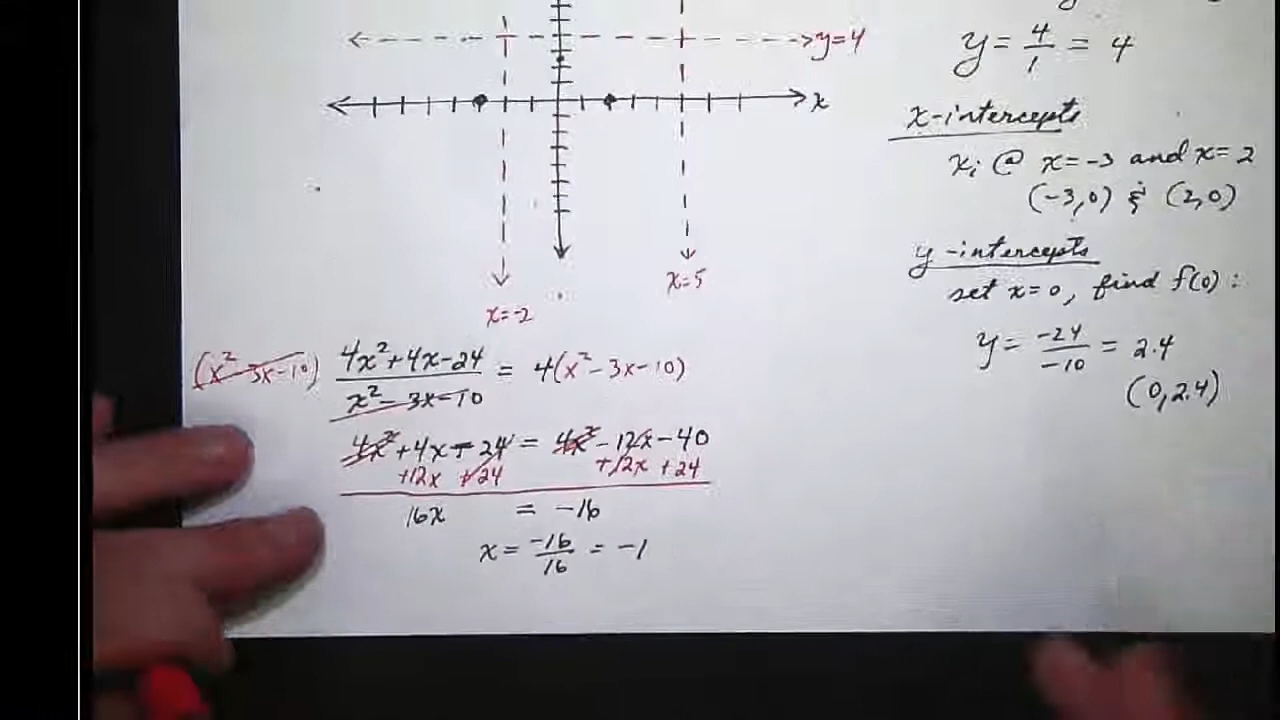 y=4
x
x=5
x=-2
(x² - 3x-10) 4x²+4x-24 / x² - 3x-10 = 4(x² - 3x-10)
4x²+4x-24 = 4x² - 12x - 40
+12x +24 +12x +24
16x = -16
x = -16/16 = -1
y = 4/1 = 4
x-intercepts
xᵢ @ x=-3 and x=2
(-3,0) & (2,0)
y-intercepts
set x=0, find f(0):
y = -24/-10 = 2.4
(0,2.4)